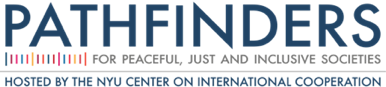 PATHFINDERS
FOR PEACEFUL, JUST AND INCLUSIVE SOCIETIES
HOSTED BY THE NYU CENTER ON INTERNATIONAL COOPERATION